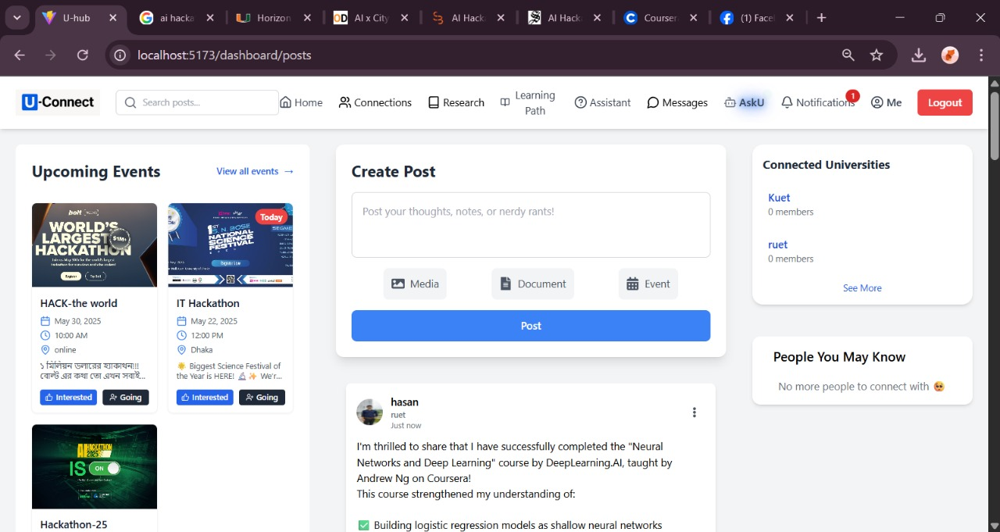 U-hub
ai hacka
Horizon
AI x City
AI Hack
AI Hack
Courser
(1) Face
localhost:5173/dashboard/posts
U-Connect
Search posts...
Home
Connections
Research
Learning
Path
Assistant
Messages
AskU
Notifications
1
Me
Logout
Upcoming Events
View all events →
bolt
WORLD'S
LARGEST
HACKATHON
$1M+
HACK-the world
May 30, 2025
10:00 AM
online
১ মিলিয়ন ডলারের হ্যাকাথন!!!
বোল্ট এর কথা তো এখন সবাই...
Interested
Going
Today
1ST S. N. BOSE
NATIONAL
SCIENCE
SEGME
IT Hackathon
May 22, 2025
12:00 PM
Dhaka
☀️ Biggest Science Festival of
the Year is HERE! 🔬✨ We'r...
Interested
Going
AI HACKATHON
2025
IS ON
Hackathon-25
Create Post
Post your thoughts, notes, or nerdy rants!
Media
Document
Event
Post
hasan
ruet
Just now
I'm thrilled to share that I have successfully completed the "Neural
Networks and Deep Learning" course by DeepLearning.AI, taught by
Andrew Ng on Coursera!
This course strengthened my understanding of:
✅ Building logistic regression models as shallow neural networks
Connected Universities
Kuet
0 members
ruet
0 members
See More
People You May Know
No more people to connect with 🥺